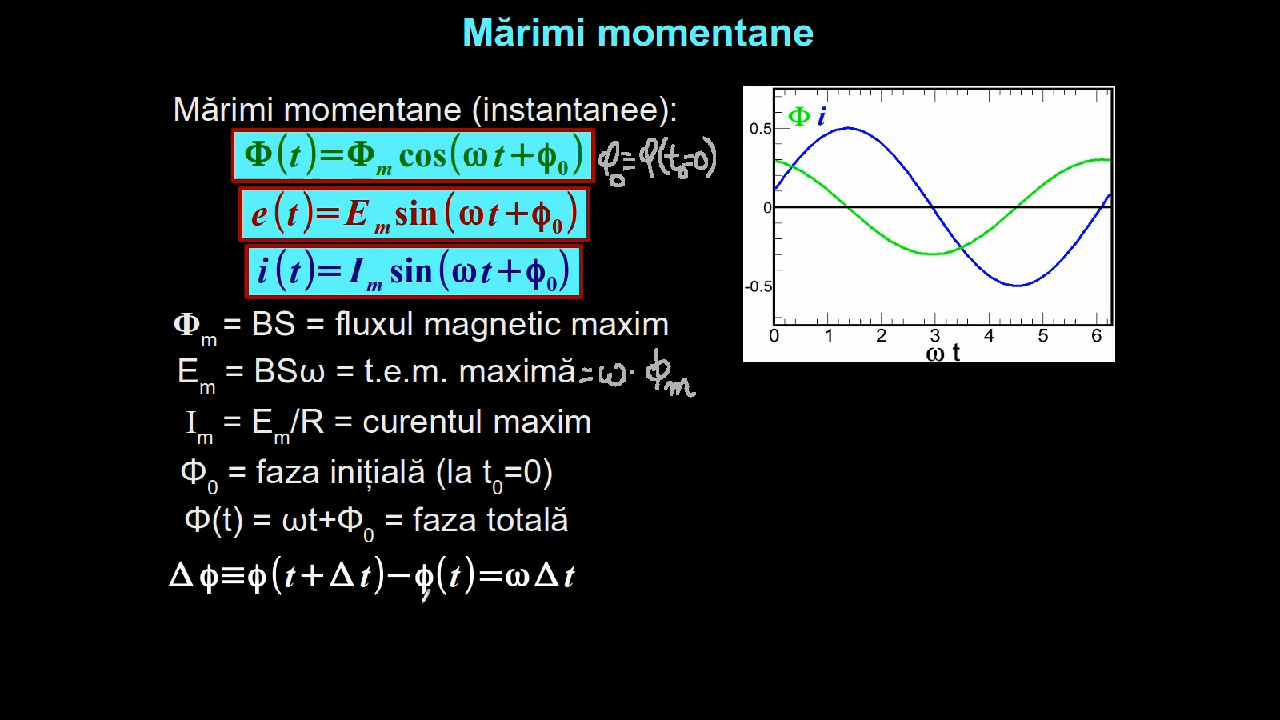 Mărimi momentane
Mărimi momentane (instantanee):
Φ(t)=Φm cos(ωt+ϕ0) φ0=φ(t0=0)
e(t)=Em sin(ωt+ϕ0)
i(t)=Im sin(ωt+ϕ0)
Φm = BS = fluxul magnetic maxim
Em = BSω = t.e.m. maximă =ω·ϕm
Im = Em/R = curentul maxim
Φ0 = faza inițială (la t0=0)
Φ(t) = ωt+Φ0 = faza totală
Δϕ≡ϕ(t+Δt)−ϕ(t)=ωΔt
Φ i
0.5
0
-0.5
0 1 2 3 4 5 6
ω t